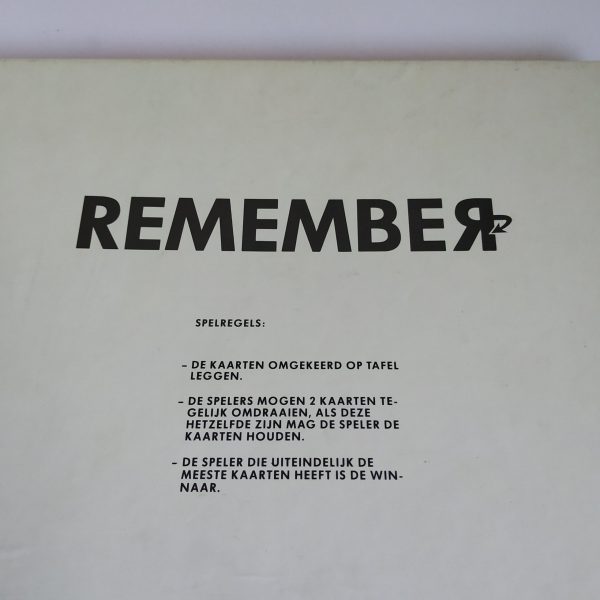 REMEMBEЯ
SPELREGELS:
– DE KAARTEN OMGEKEERD OP TAFEL
LEGGEN.
– DE SPELERS MOGEN 2 KAARTEN TE-
GELIJK OMDRAAIEN, ALS DEZE
HETZELFDE ZIJN MAG DE SPELER DE
KAARTEN HOUDEN.
– DE SPELER DIE UITEINDELIJK DE
MEESTE KAARTEN HEEFT IS DE WIN-
NAAR.